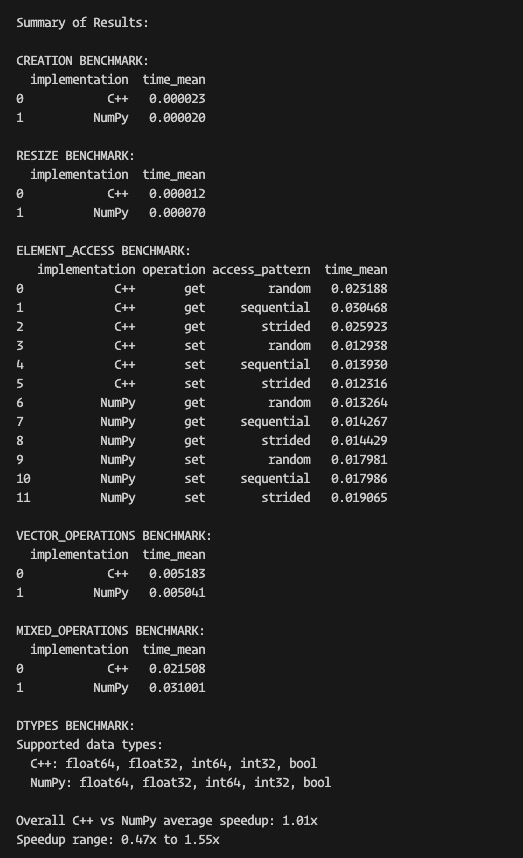 Summary of Results:
CREATION BENCHMARK:
implementation time_mean
0 C++ 0.000023
1 NumPy 0.000020
RESIZE BENCHMARK:
implementation time_mean
0 C++ 0.000012
1 NumPy 0.000070
ELEMENT_ACCESS BENCHMARK:
implementation operation access_pattern time_mean
0 C++ get random 0.023188
1 C++ get sequential 0.030468
2 C++ get strided 0.025923
3 C++ set random 0.012938
4 C++ set sequential 0.013930
5 C++ set strided 0.012316
6 NumPy get random 0.013264
7 NumPy get sequential 0.014267
8 NumPy get strided 0.014429
9 NumPy set random 0.017981
10 NumPy set sequential 0.017986
11 NumPy set strided 0.019065
VECTOR_OPERATIONS BENCHMARK:
implementation time_mean
0 C++ 0.005183
1 NumPy 0.005041
MIXED_OPERATIONS BENCHMARK:
implementation time_mean
0 C++ 0.021508
1 NumPy 0.031001
DTYPES BENCHMARK:
Supported data types:
C++: float64, float32, int64, int32, bool
NumPy: float64, float32, int64, int32, bool
Overall C++ vs NumPy average speedup: 1.01x
Speedup range: 0.47x to 1.55x